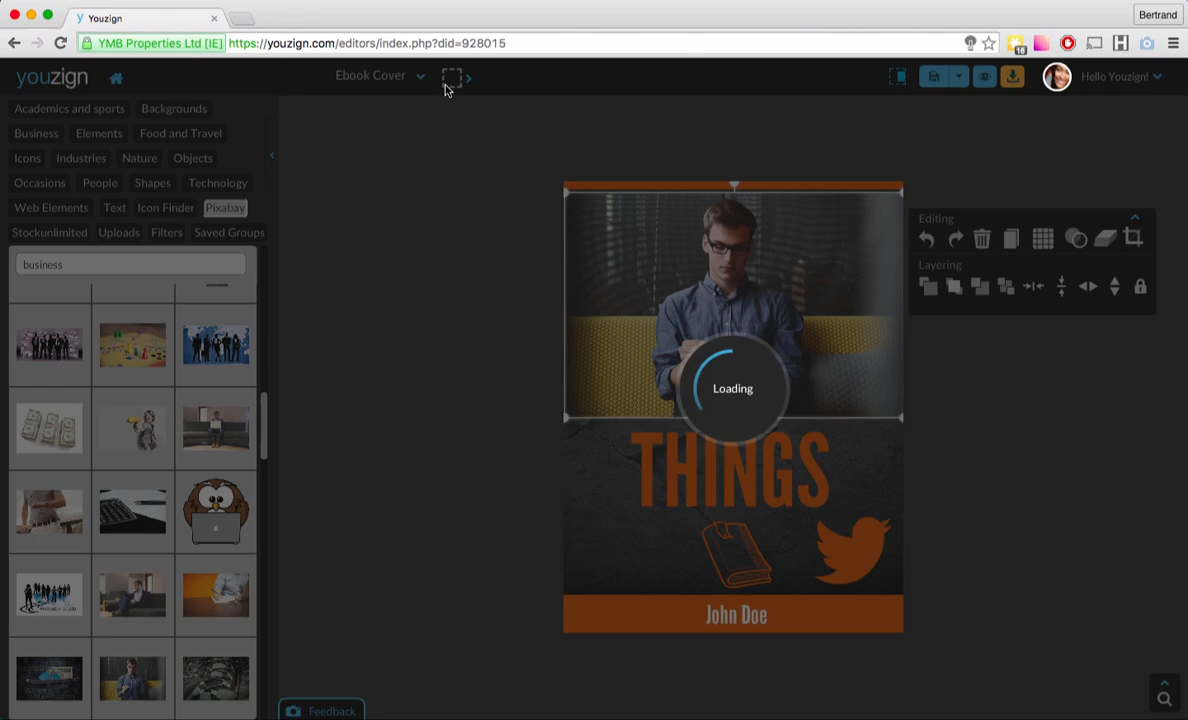 Youzign
Bertrand
YMB Properties Ltd [IE] https://youzign.com/editors/index.php?did=928015
16
youzign
Ebook Cover
Hello Youzign!
Academics and sports Backgrounds
Business Elements Food and Travel
Icons Industries Nature Objects
Occasions People Shapes Technology
Web Elements Text Icon Finder Pixabay
Stockunlimited Uploads Filters Saved Groups
business
Editing
Layering
Loading
THINGS
John Doe
Feedback